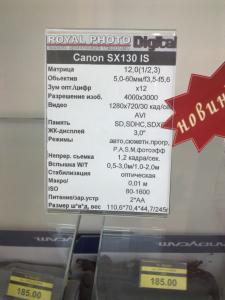 ROYAL PHOTO Digital
Canon SX130 IS
Матрица 12,0(1/2,3)
Объектив 5,0-60мм/f3,5-f5,6
Зум опт./цифр x12
Разрешение изоб. 4000x3000
Видео 1280x720/30 кад/с
AVI
Память SD,SDHC,SDX
ЖК-дисплей 3,0"
Режимы авто,сюжетн.прогр,
P,A,S,M,фотоэфф
Непрер. сьемка 1,2 кадра/сек.
Вспышка W/T 0,5-3,0м/1.0-2,0м
Стабилизация оптическая
Макро/ 0,01 м
ISO 80-1600
Питание/зар.устр 2*АА
Размер ш*в*д, вес 110,6*70,4*44,7/245г
НОВИН
185.00
185.00